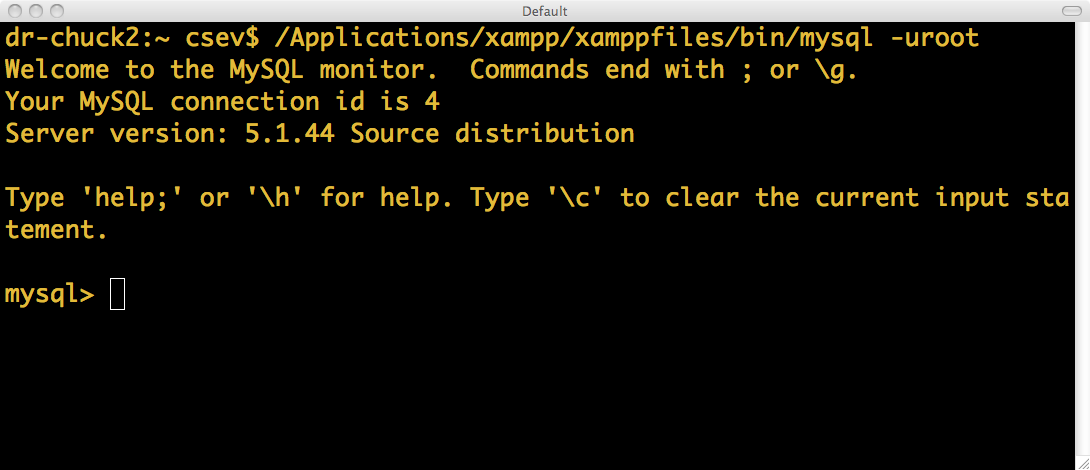 Default
dr-chuck2:~ csev$ /Applications/xampp/xamppfiles/bin/mysql -uroot
Welcome to the MySQL monitor.  Commands end with ; or \g.
Your MySQL connection id is 4
Server version: 5.1.44 Source distribution
Type 'help;' or '\h' for help. Type '\c' to clear the current input sta
tement.
mysql>